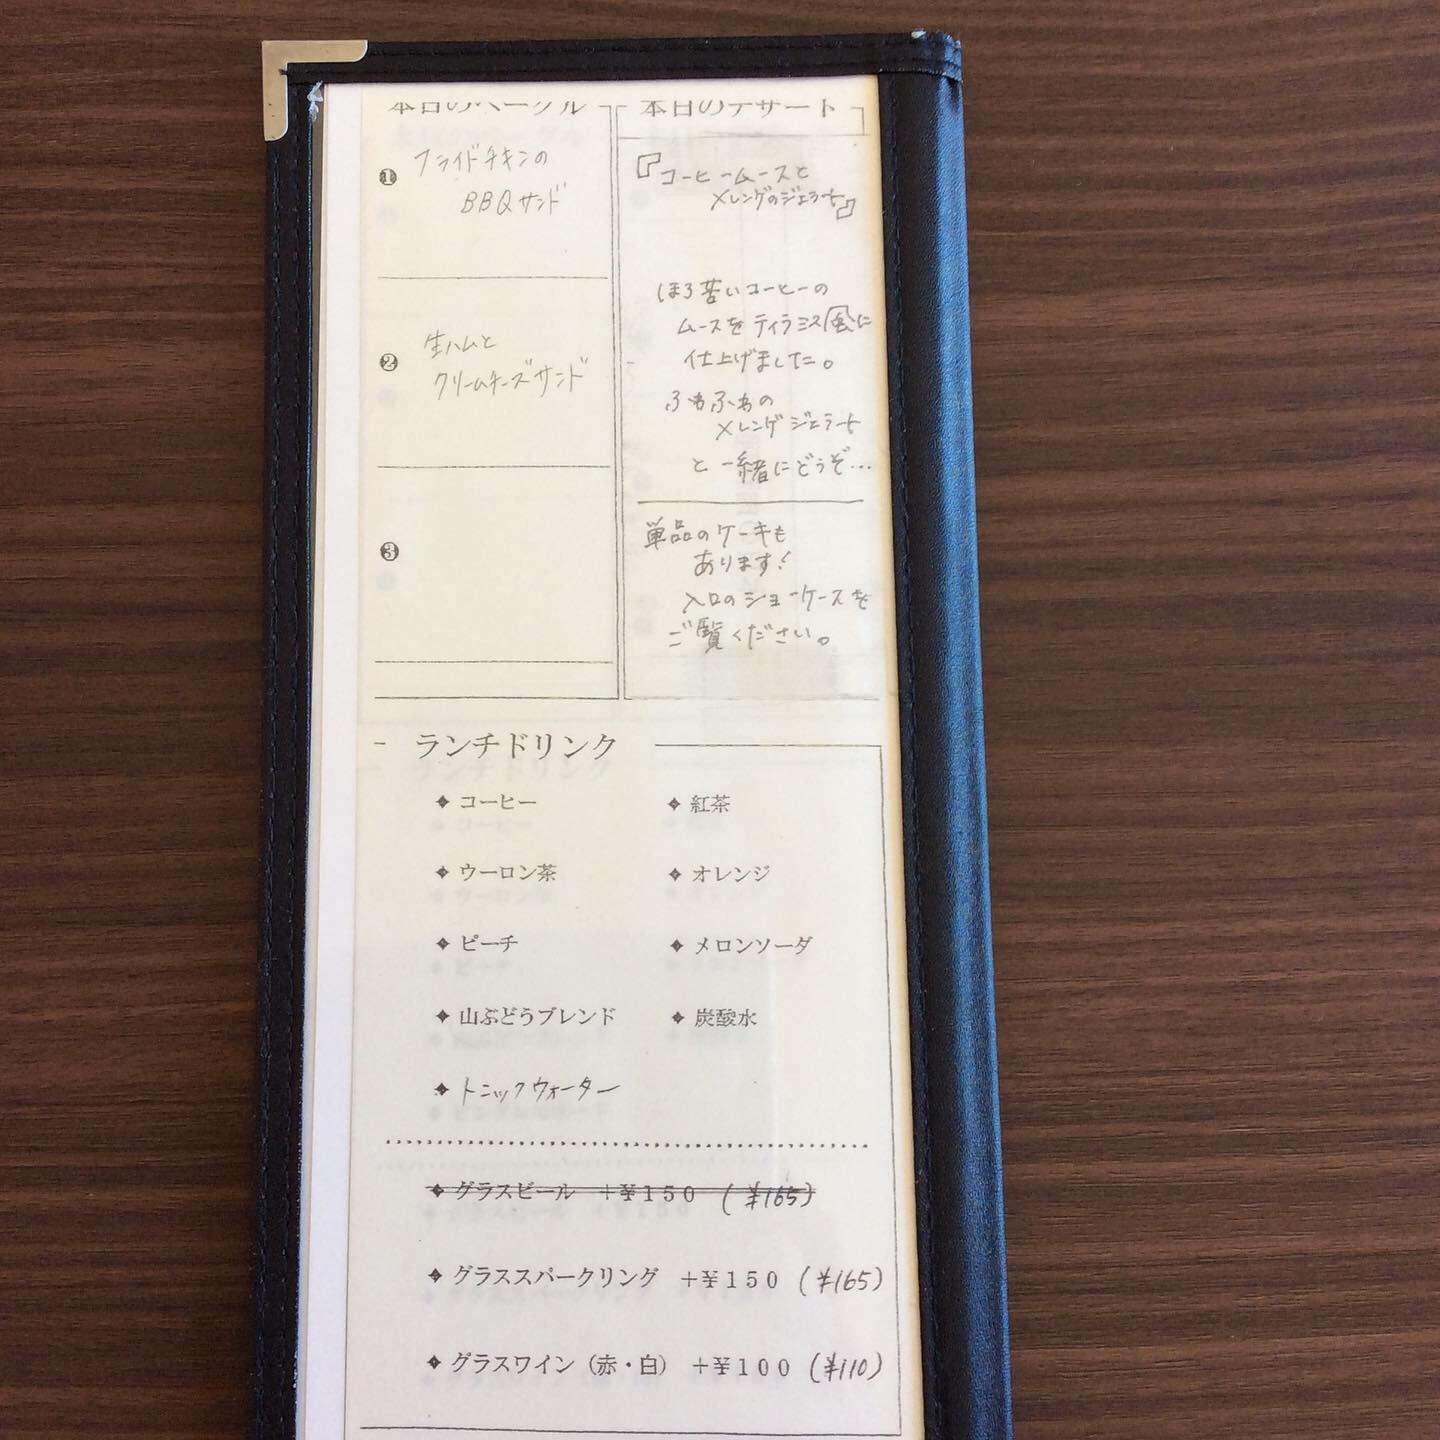 本日のベーグル
❶ フライドチキンの
BBQサンド
❷ 生ハムと
クリームチーズサンド
❸
本日のデザート
『コーヒームースと
メレンゲのジェラート』
ほろ苦いコーヒーの
ムースをティラミス風に
仕上げました。
ふわふわの
メレンゲジェラート
と一緒にどうぞ…
単品のケーキも
あります!
入口のショーケースを
ご覧ください。
ランチドリンク
コーヒー
紅茶
ウーロン茶
オレンジ
ピーチ
メロンソーダ
山ぶどうブレンド
炭酸水
トニックウォーター
グラスビール +¥150 (¥165)
グラススパークリング +¥150 (¥165)
グラスワイン(赤・白) +¥100 (¥110)